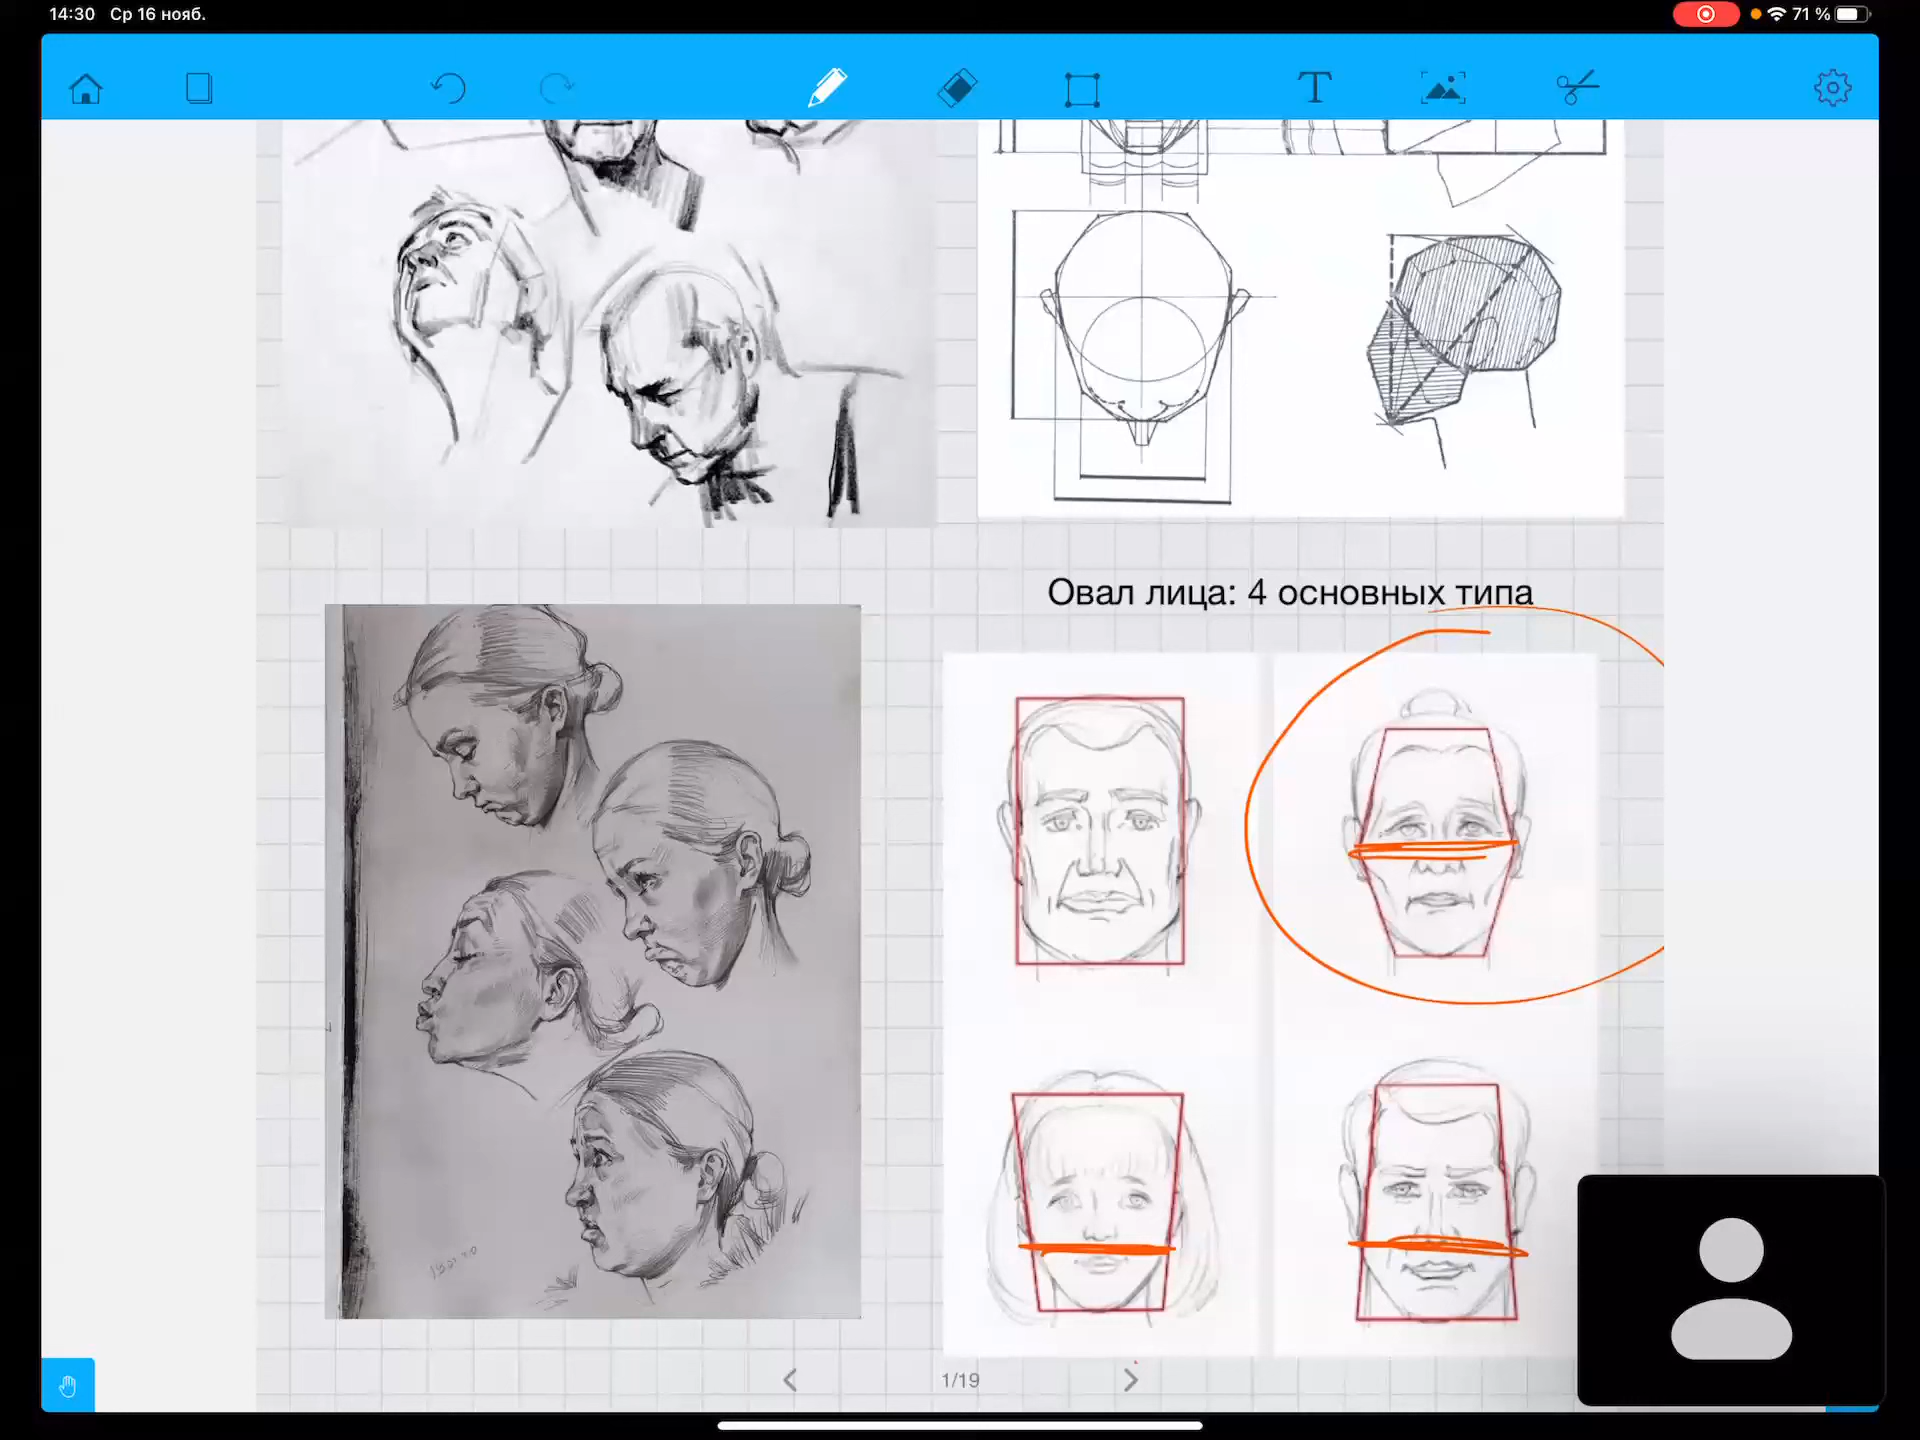 14:30 Ср 16 нояб.
71 %
T
Овал лица: 4 основных типа
1/19